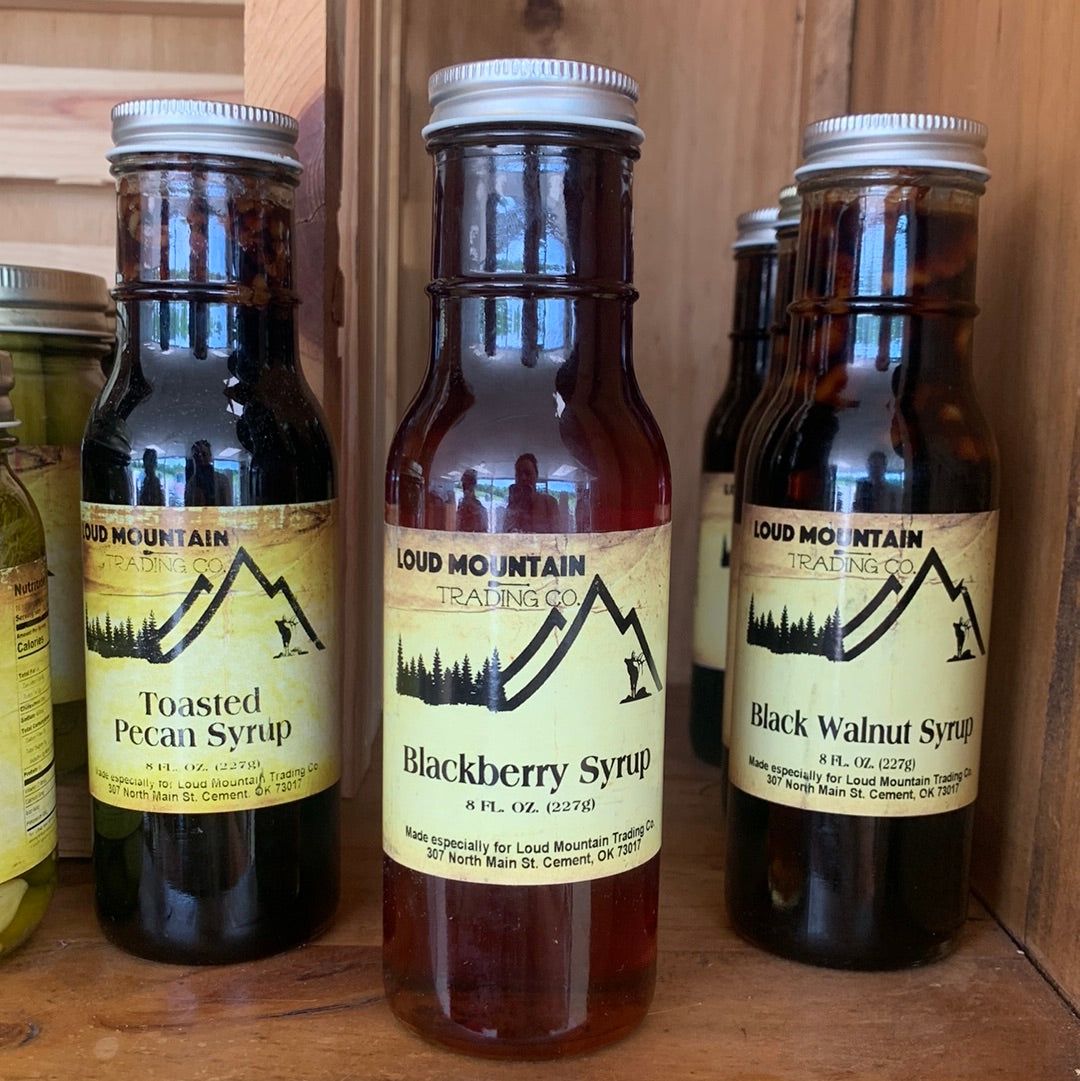 LOUD MOUNTAIN
TRADING CO.
Toasted
Pecan Syrup
8 FL. OZ. (227g)
Made especially for Loud Mountain Trading Co.
307 North Main St. Cement, OK 73017
LOUD MOUNTAIN
TRADING CO.
Blackberry Syrup
8 FL. OZ. (227g)
Made especially for Loud Mountain Trading Co.
307 North Main St. Cement, OK 73017
LOUD MOUNTAIN
TRADING CO.
Black Walnut Syrup
8 FL. OZ. (227g)
Made especially for Loud Mountain Trading Co.
307 North Main St. Cement, OK 73017
Calories